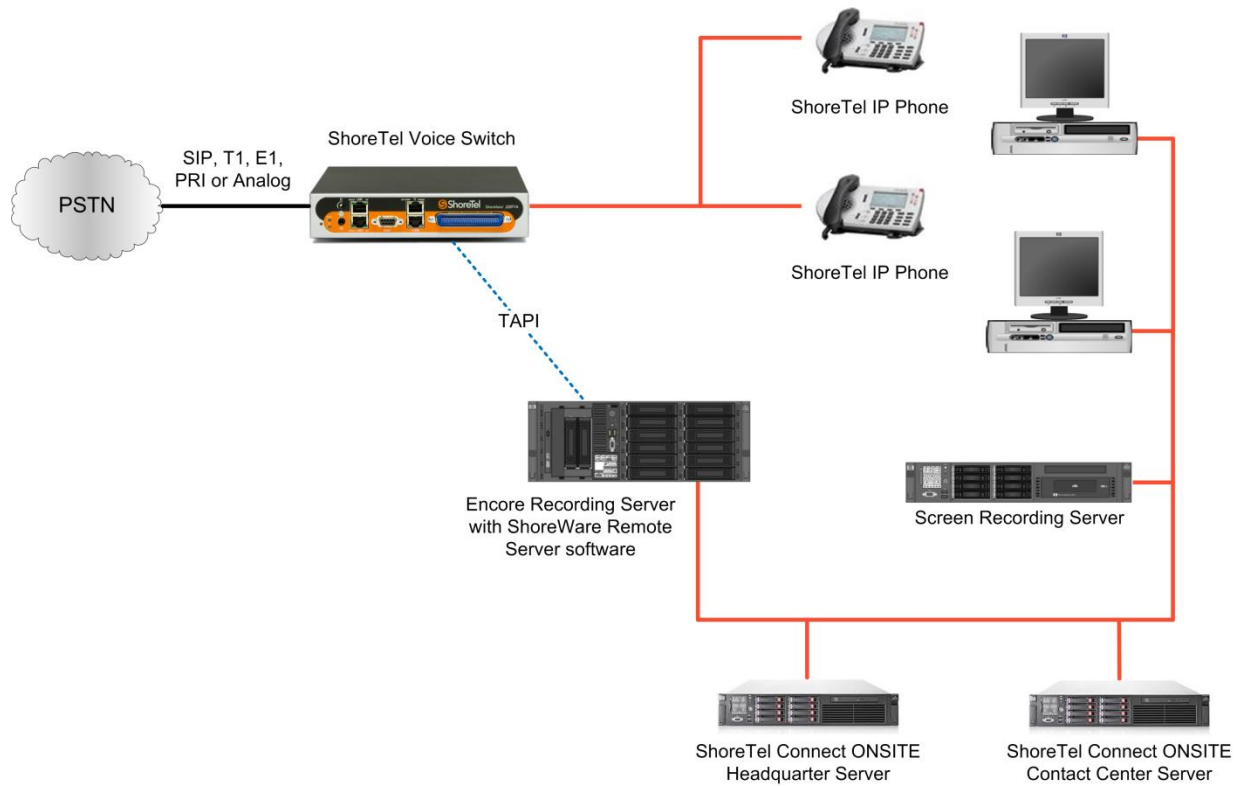 ShoreTel IP Phone
ShoreTel Voice Switch
SIP, T1, E1,
PRI or Analog
PSTN
ShoreTel
ShoreTel IP Phone
TAPI
Encore Recording Server
with ShoreWare Remote
Server software
Screen Recording Server
ShoreTel Connect ONSITE
Headquarter Server
ShoreTel Connect ONSITE
Contact Center Server